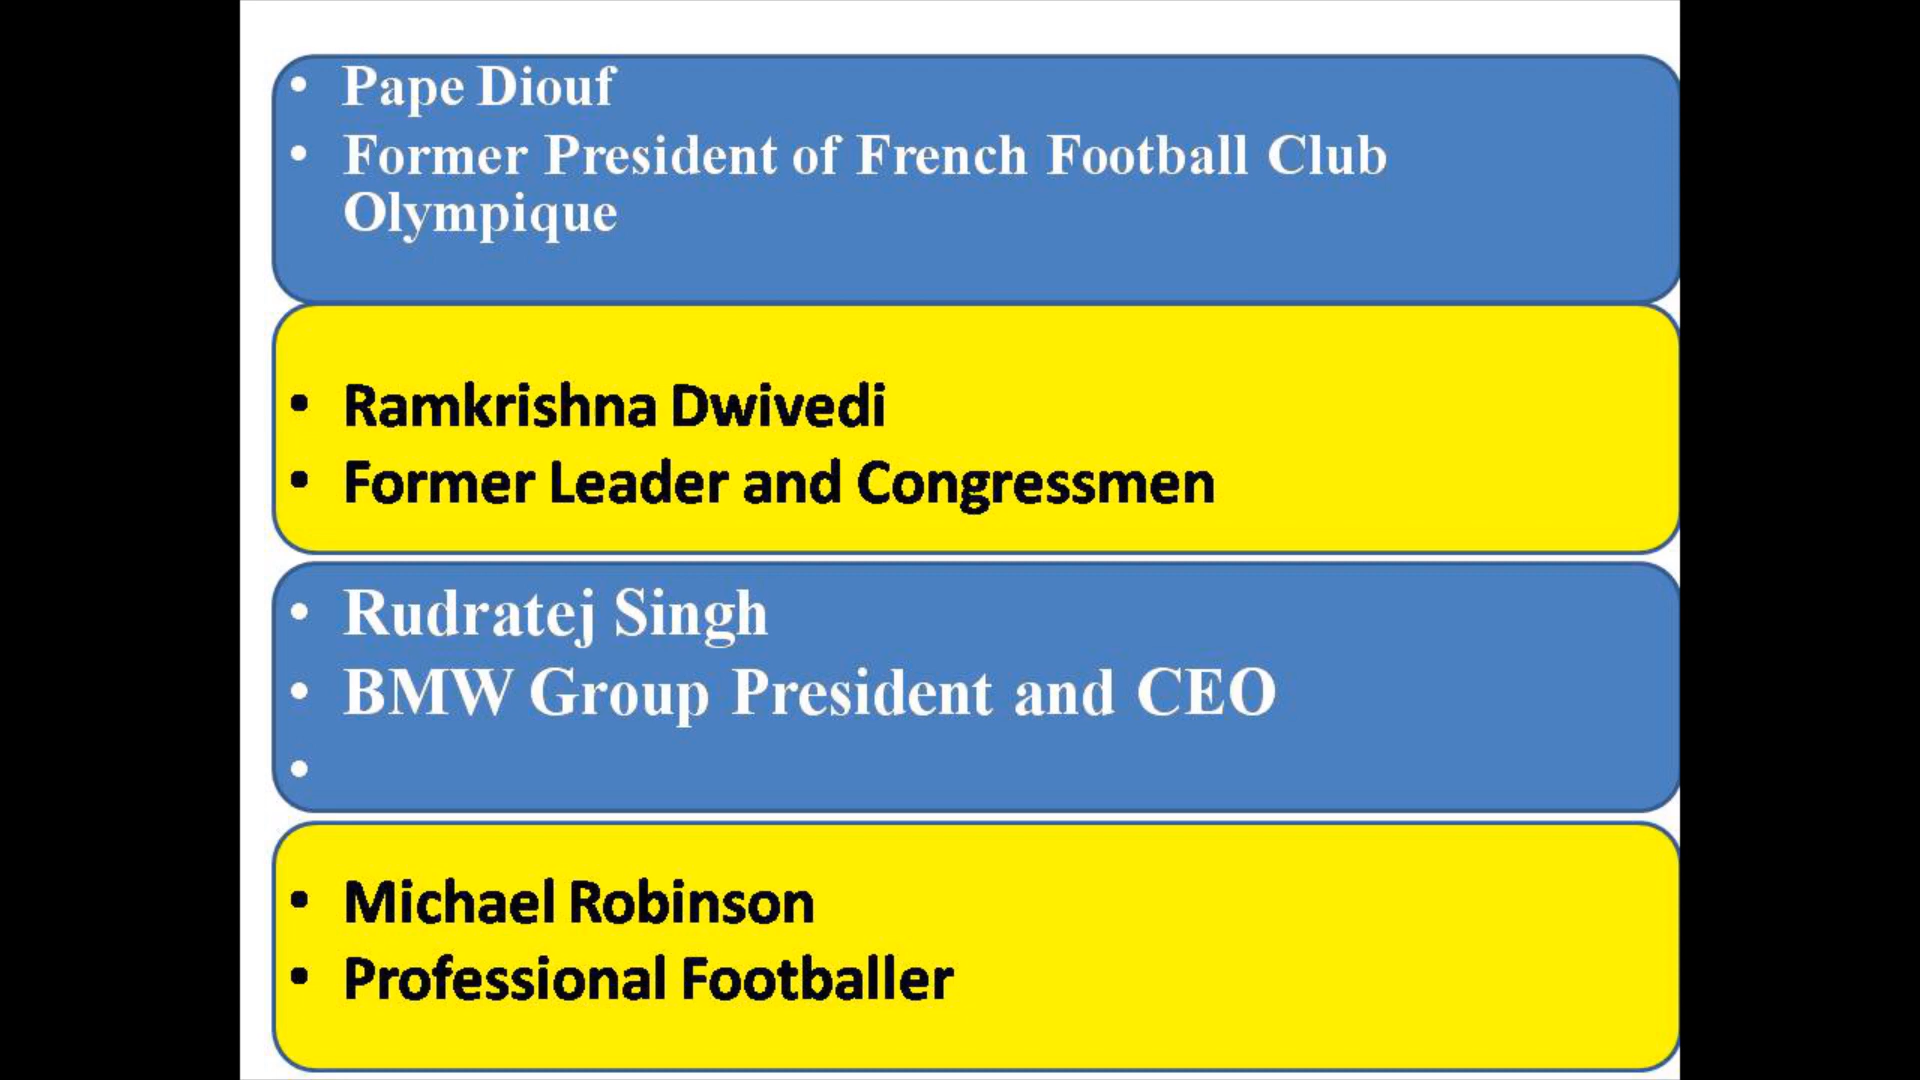 • Pape Diouf
• Former President of French Football Club
Olympique
• Ramkrishna Dwivedi
• Former Leader and Congressmen
• Rudratej Singh
• BMW Group President and CEO
•
• Michael Robinson
• Professional Footballer